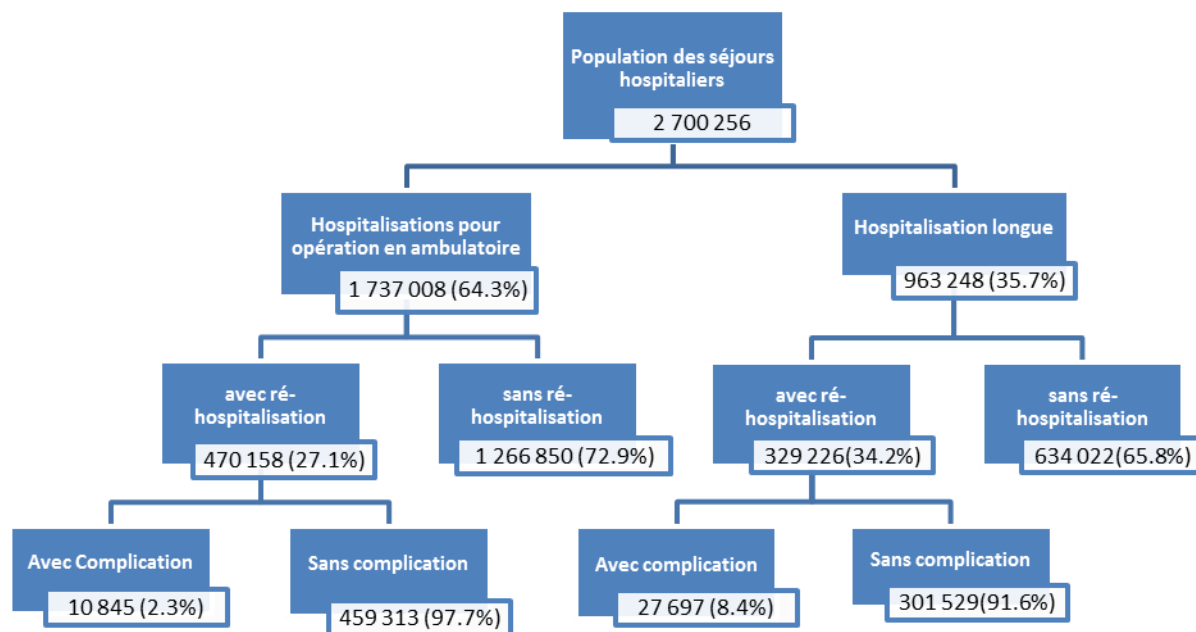 Population des séjours
hospitaliers
2 700 256
Hospitalisations pour
opération en ambulatoire
1 737 008 (64.3%)
Hospitalisation longue
963 248 (35.7%)
avec ré-
hospitalisation
470 158 (27.1%)
sans ré-
hospitalisation
1 266 850 (72.9%)
avec ré-
hospitalisation
329 226(34.2%)
sans ré-
hospitalisation
634 022(65.8%)
Avec Complication
10 845 (2.3%)
Sans complication
459 313 (97.7%)
Avec complication
27 697 (8.4%)
Sans complication
301 529(91.6%)